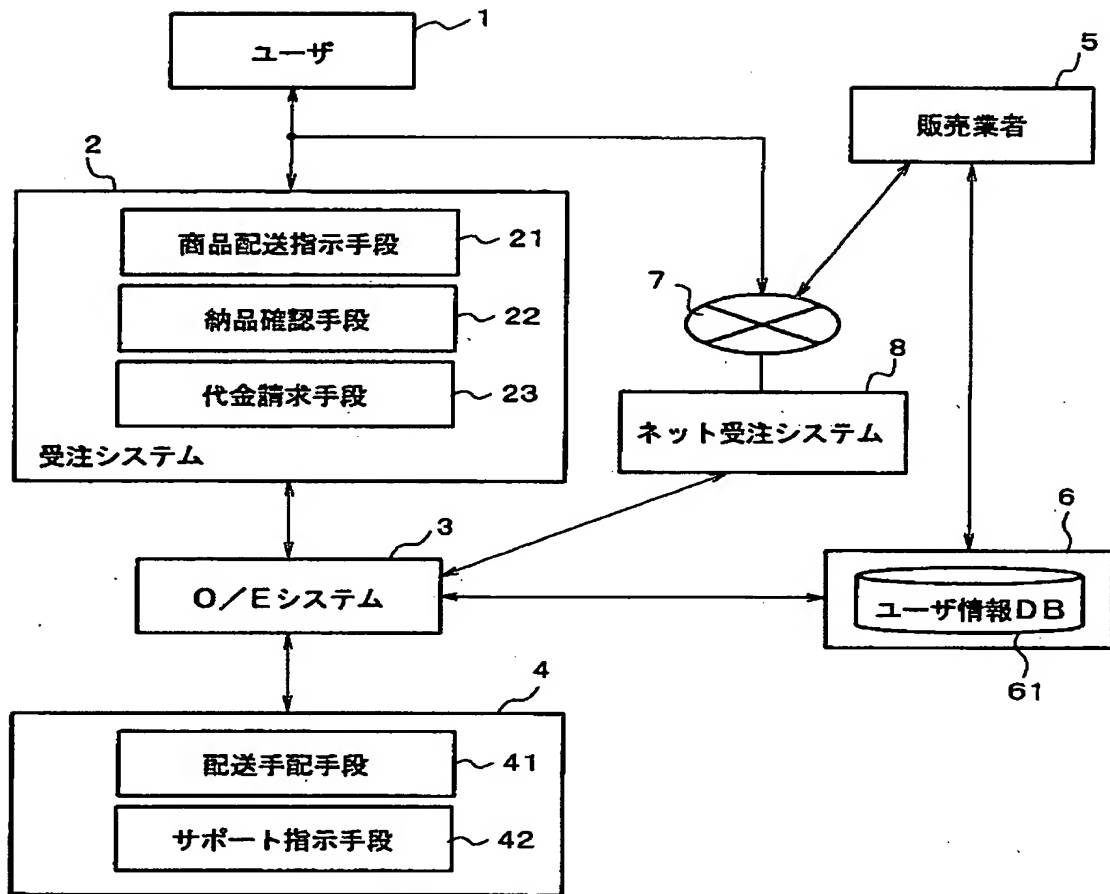 1
ユーザ
5
販売業者
2
商品配送指示手段
21
納品確認手段
22
代金請求手段
23
受注システム
7
8
ネット受注システム
3
O/Eシステム
6
ユーザ情報DB
61
4
配送手配手段
41
サポート指示手段
42